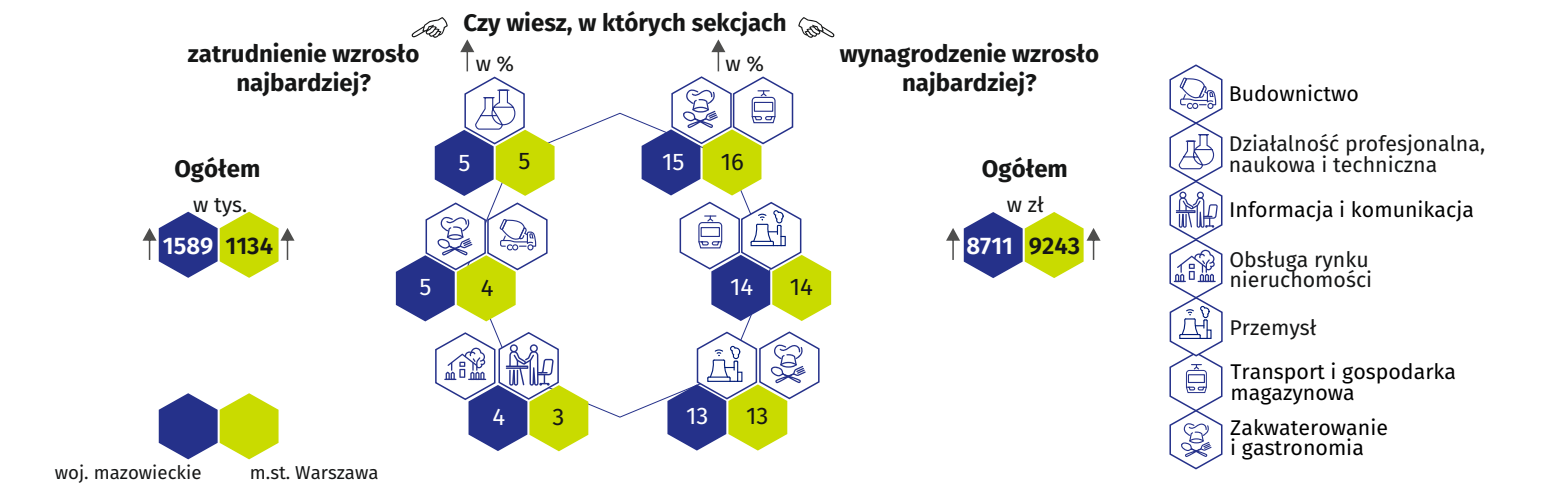 Czy wiesz, w których sekcjach
zatrudnienie wzrosło
najbardziej?
w %
w %
wynagrodzenie wzrosło
najbardziej?
5
5
15
16
Ogółem
w tys.
1589
1134
5
4
14
14
Ogółem
w zł
8711
9243
4
3
13
13
woj. mazowieckie
m.st. Warszawa
Budownictwo
Działalność profesjonalna,
naukowa i techniczna
Informacja i komunikacja
Obsługa rynku
nieruchomości
Przemysł
Transport i gospodarka
magazynowa
Zakwaterowanie
i gastronomia